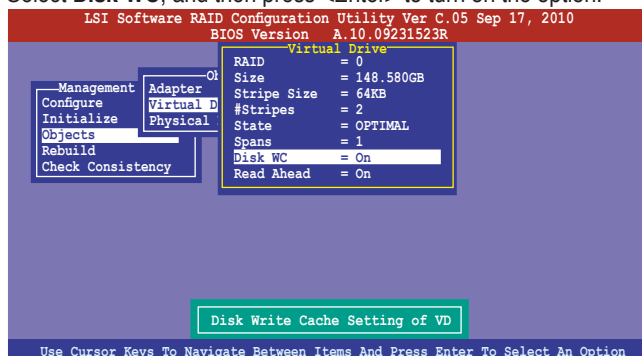 Select Disk WC, and then press <Enter> to turn on the option.
LSI Software RAID Configuration Utility Ver C.05 Sep 17, 2010
BIOS Version A.10.09231523R
Management
Configure
Initialize
Objects
Rebuild
Check Consistency
Ob
Adapter
Virtual D
Physical
Virtual Drive
RAID = 0
Size = 148.580GB
Stripe Size = 64KB
#Stripes = 2
State = OPTIMAL
Spans = 1
Disk WC = On
Read Ahead = On
Disk Write Cache Setting of VD
Use Cursor Keys To Navigate Between Items And Press Enter To Select An Option